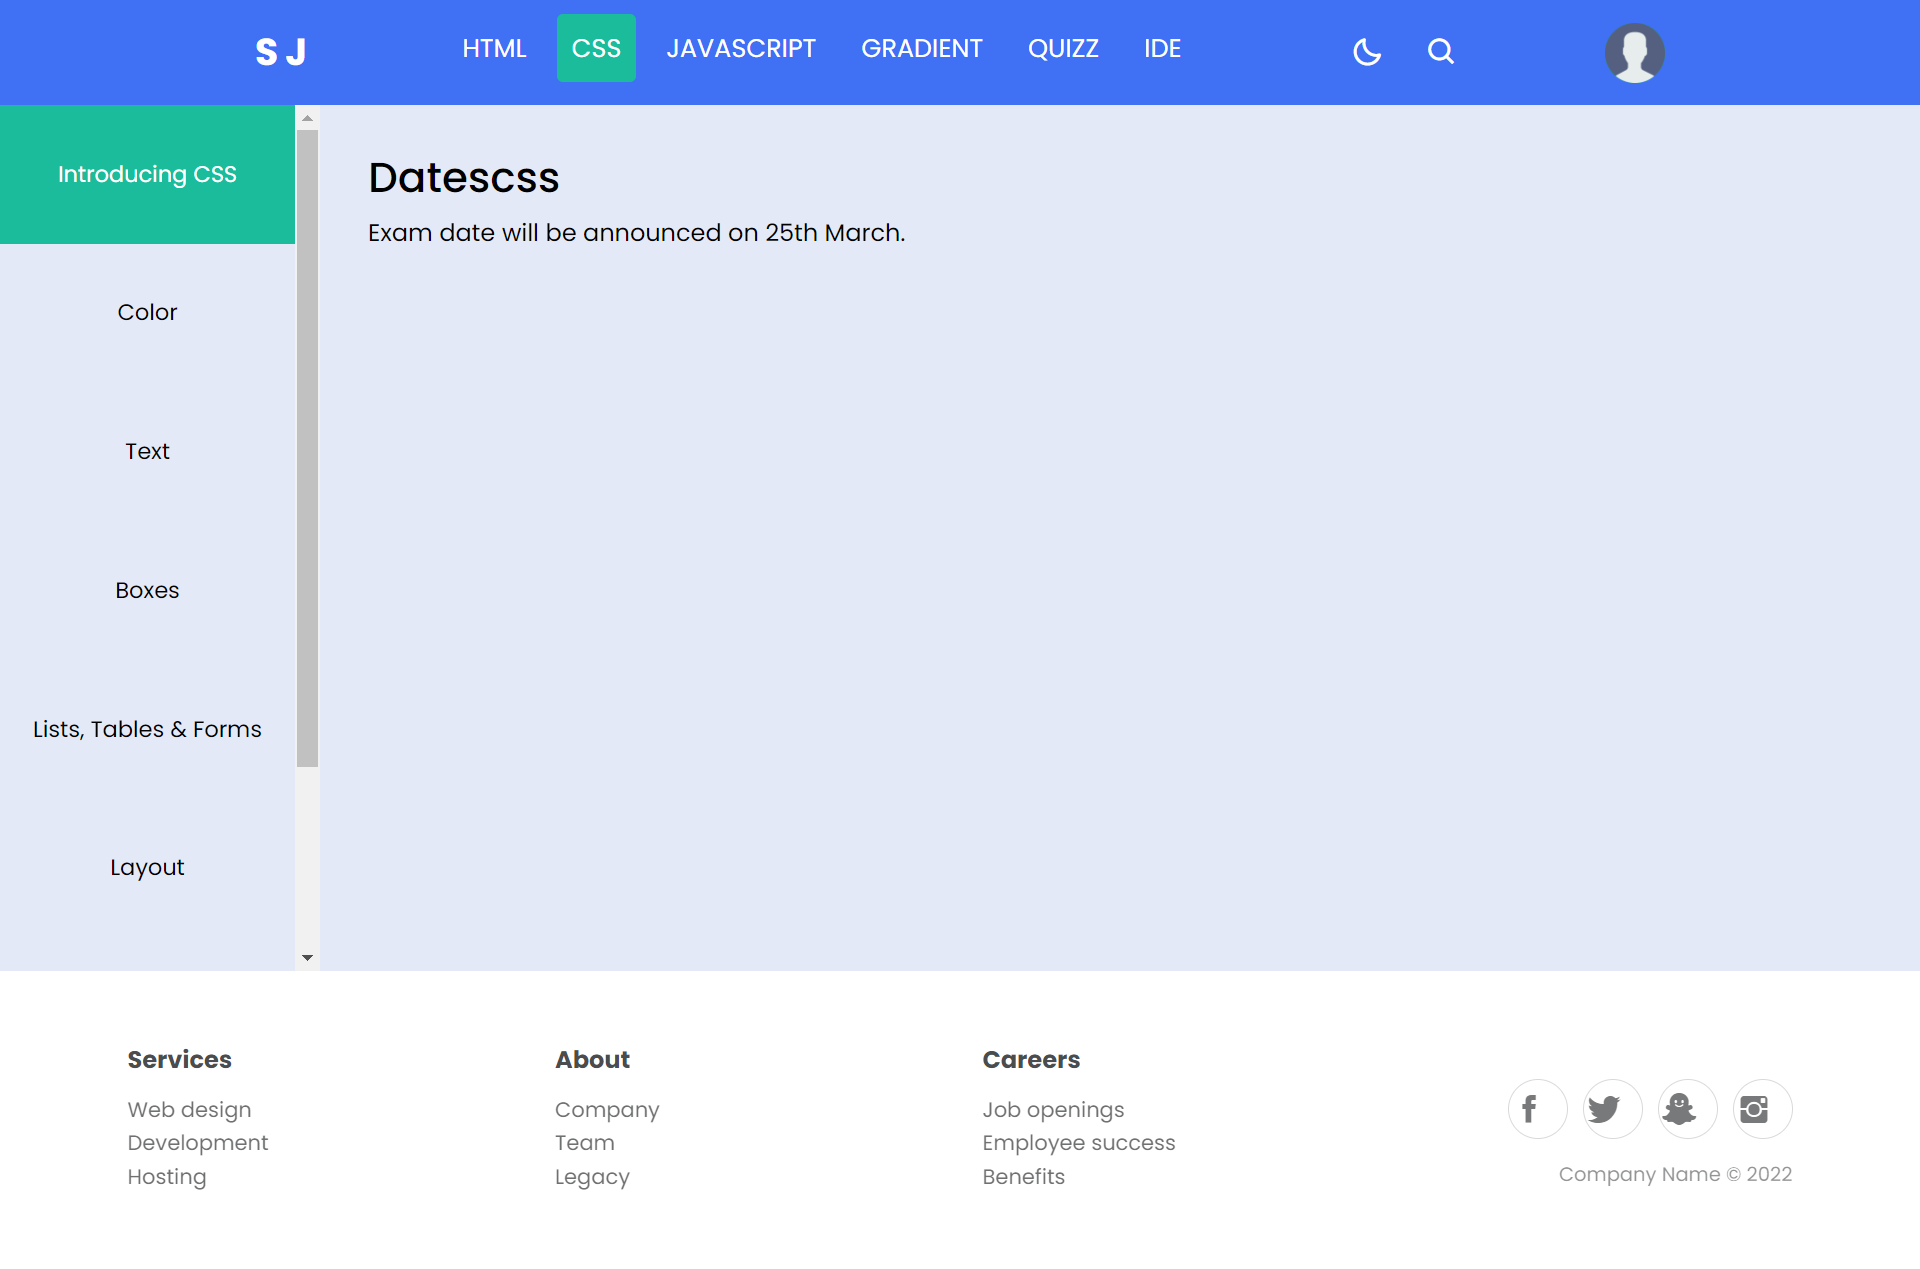 S J
HTML CSS JAVASCRIPT GRADIENT QUIZZ IDE
Introducing CSS
Color
Text
Boxes
Lists, Tables & Forms
Layout
Datescss
Exam date will be announced on 25th March.
Services
Web design
Development
Hosting
About
Company
Team
Legacy
Careers
Job openings
Employee success
Benefits
Company Name © 2022